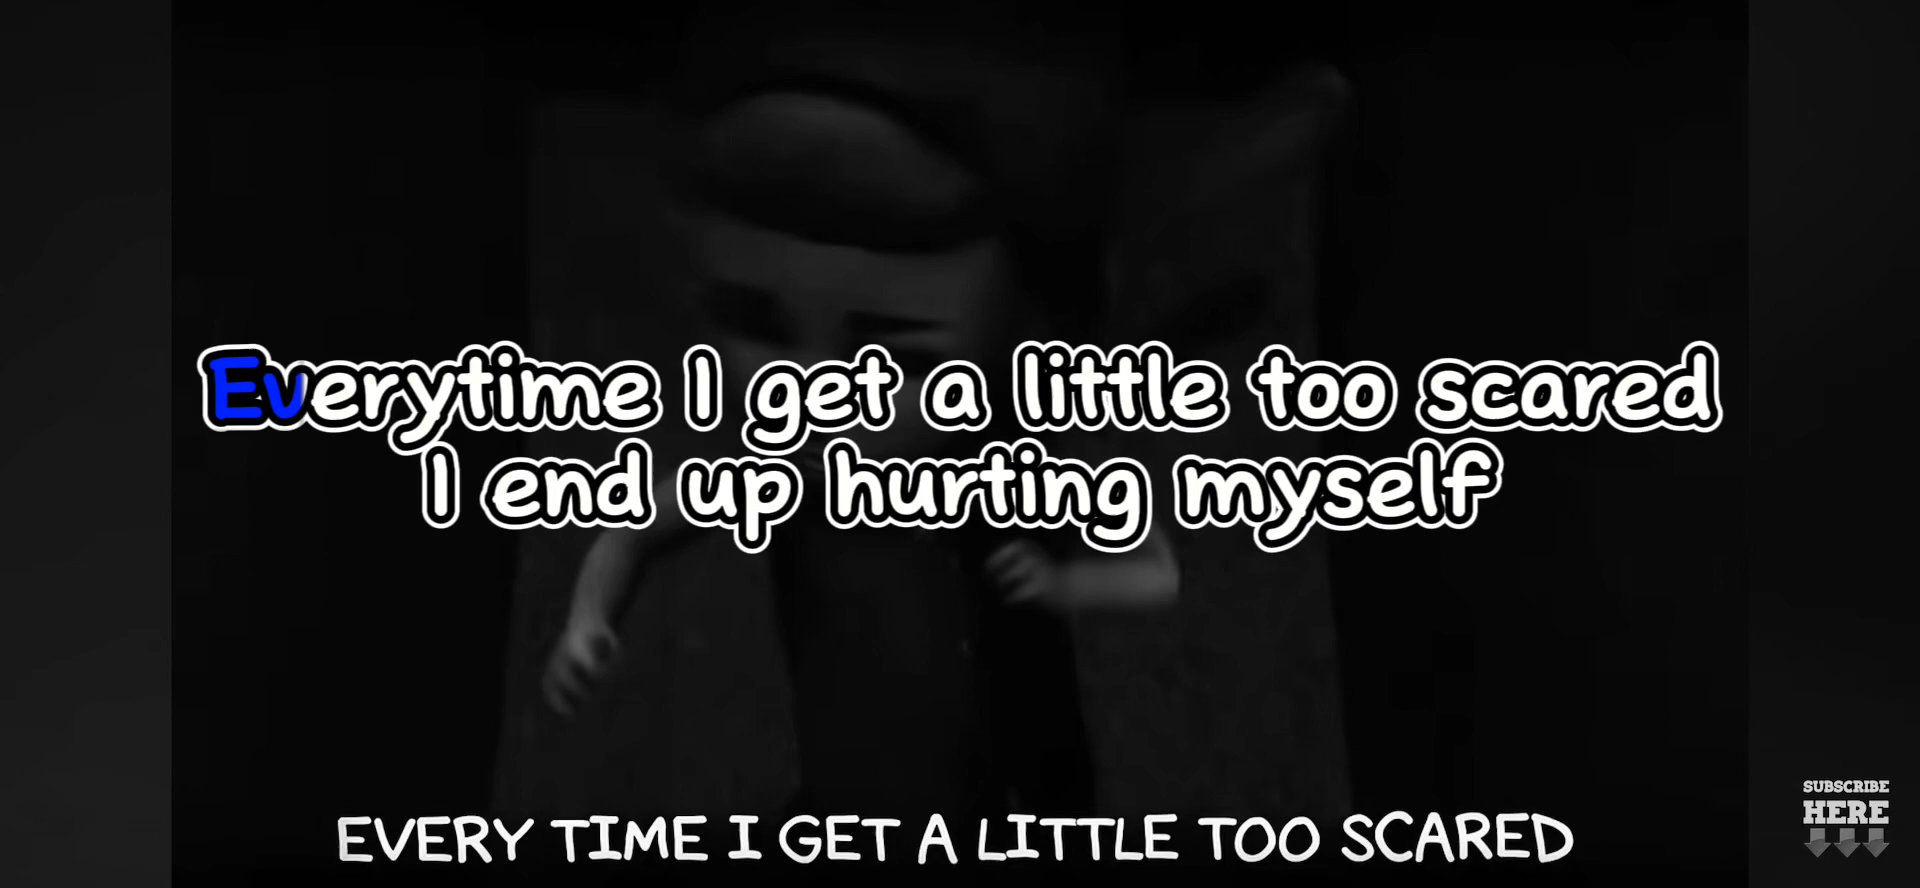 Everytime I get a little too scared
I end up hurting myself
SUBSCRIBE
HERE
EVERY TIME I GET A LITTLE TOO SCARED